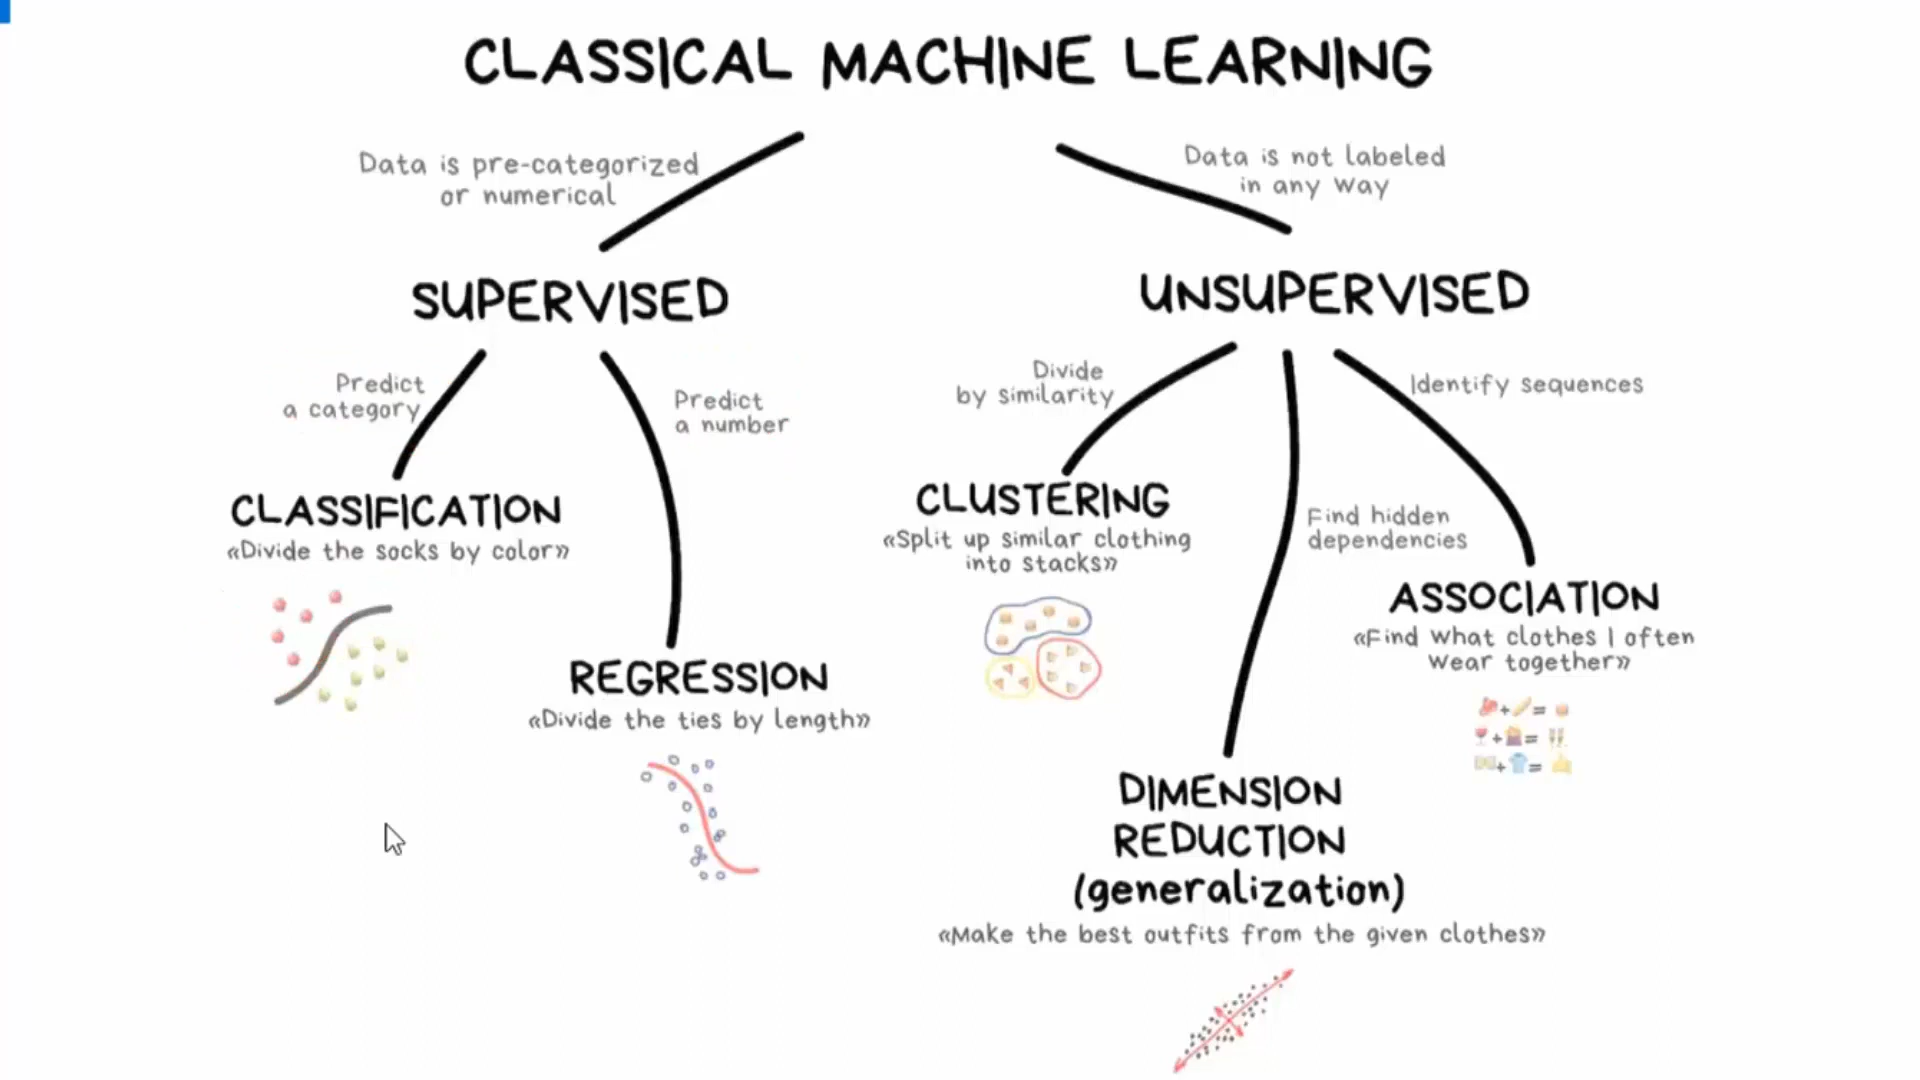 CLASSICAL MACHINE LEARNING
Data is pre-categorized
or numerical
Data is not labeled
in any way
SUPERVISED
UNSUPERVISED
Predict
a category
Predict
a number
Divide
by similarity
Identify sequences
CLASSIFICATION
«Divide the socks by color»
CLUSTERING
«Split up similar clothing
into stacks»
Find hidden
dependencies
ASSOCIATION
«Find what clothes I often
wear together»
REGRESSION
«Divide the ties by length»
+ =
+ =
+ =
DIMENSION
REDUCTION
(generalization)
«Make the best outfits from the given clothes»